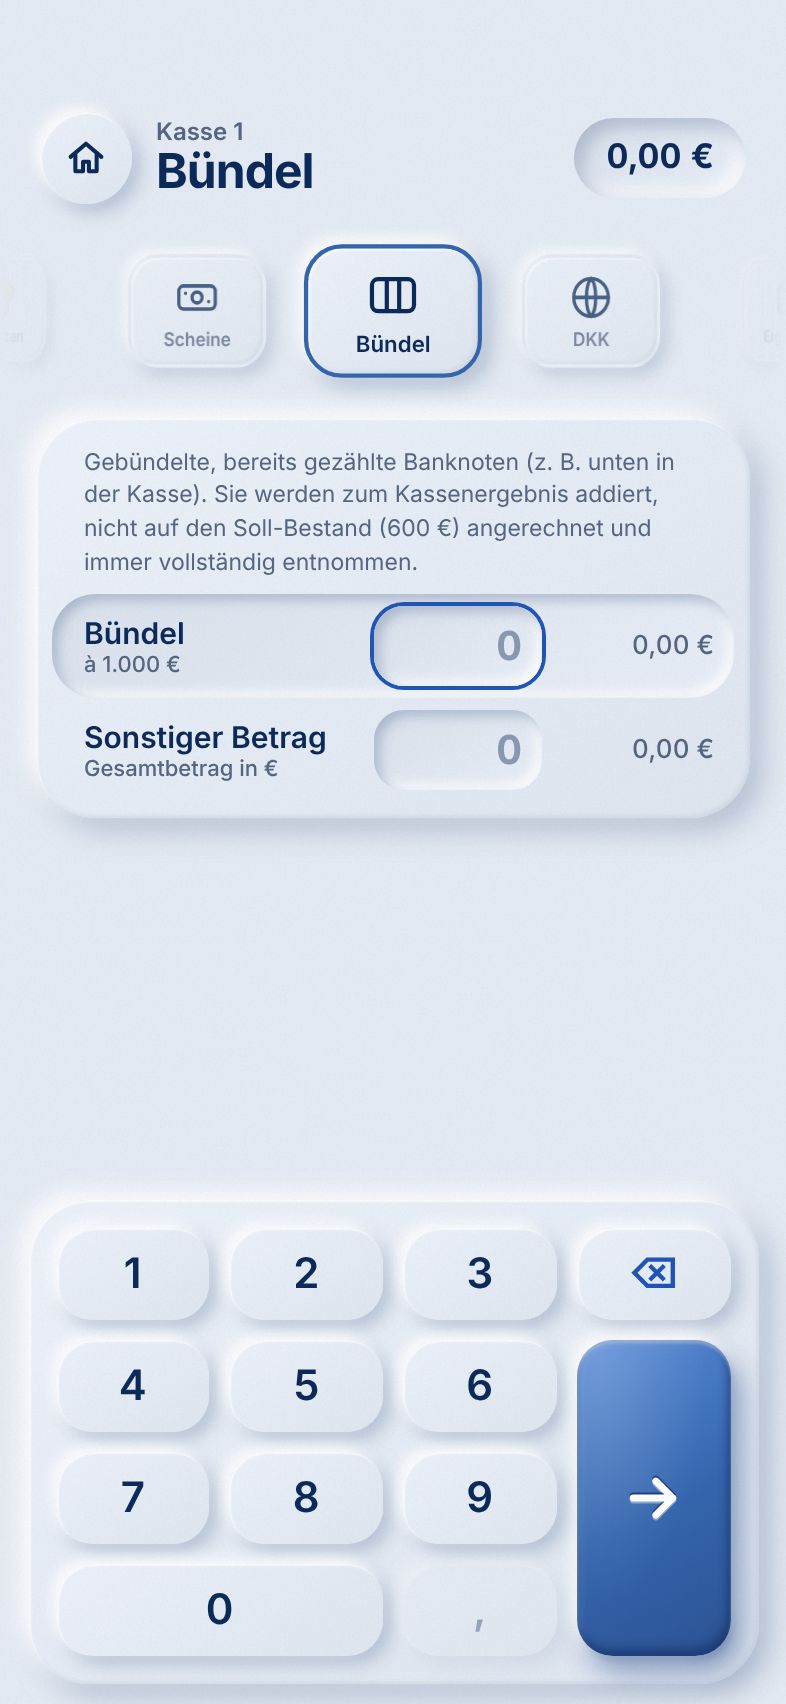 Kasse 1
Bündel
0,00 €
Scheine
Bündel
DKK
Gebündelte, bereits gezählte Banknoten (z. B. unten in
der Kasse). Sie werden zum Kassenergebnis addiert,
nicht auf den Soll-Bestand (600 €) angerechnet und
immer vollständig entnommen.
Bündel
à 1.000 €
0
0,00 €
Sonstiger Betrag
Gesamtbetrag in €
0
0,00 €
1 2 3
4 5 6
7 8 9
0 ,